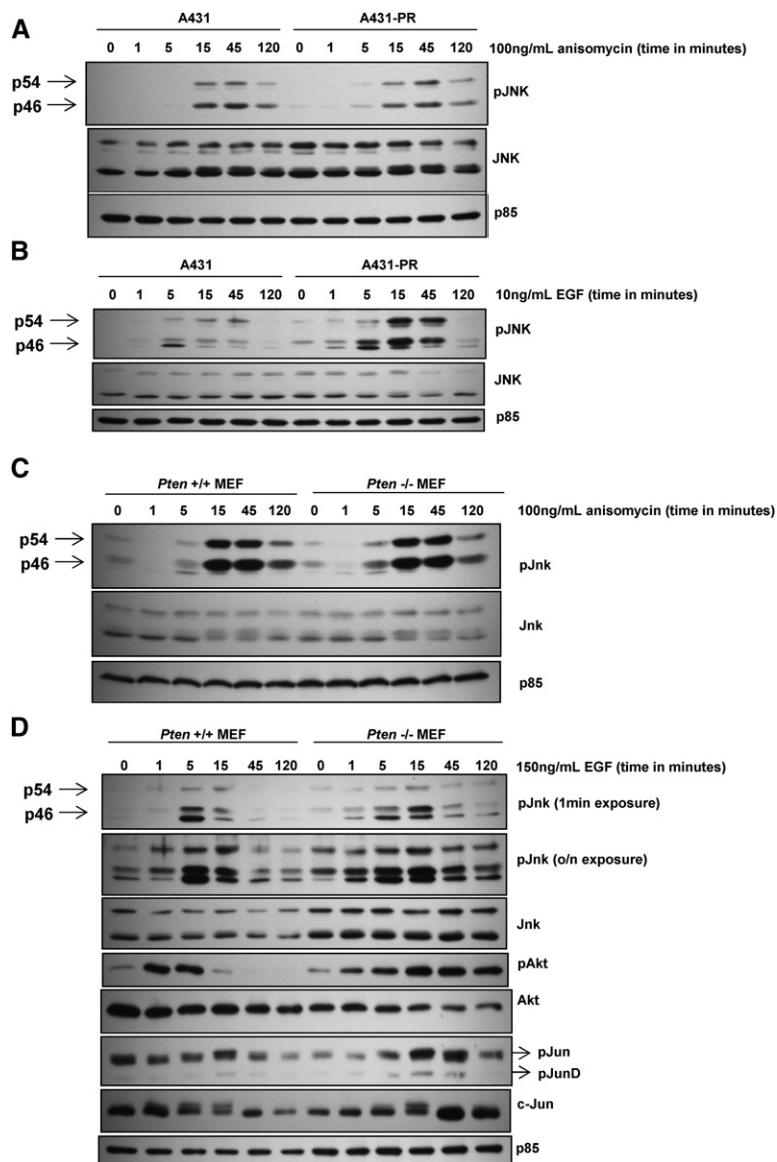 A
A431 A431-PR
0 1 5 15 45 120 0 1 5 15 45 120 100ng/mL anisomycin (time in minutes)
p54
pJNK
p46
JNK
p85
B
A431 A431-PR
0 1 5 15 45 120 0 1 5 15 45 120 10ng/mL EGF (time in minutes)
p54
pJNK
p46
JNK
p85
C
Pten +/+ MEF Pten -/- MEF
0 1 5 15 45 120 0 1 5 15 45 120 100ng/mL anisomycin (time in minutes)
p54
p46
pJnk
Jnk
p85
D
Pten +/+ MEF Pten -/- MEF
0 1 5 15 45 120 0 1 5 15 45 120 150ng/mL EGF (time in minutes)
p54
pJnk (1min exposure)
p46
pJnk (o/n exposure)
Jnk
pAkt
Akt
pJun
pJunD
c-Jun
p85